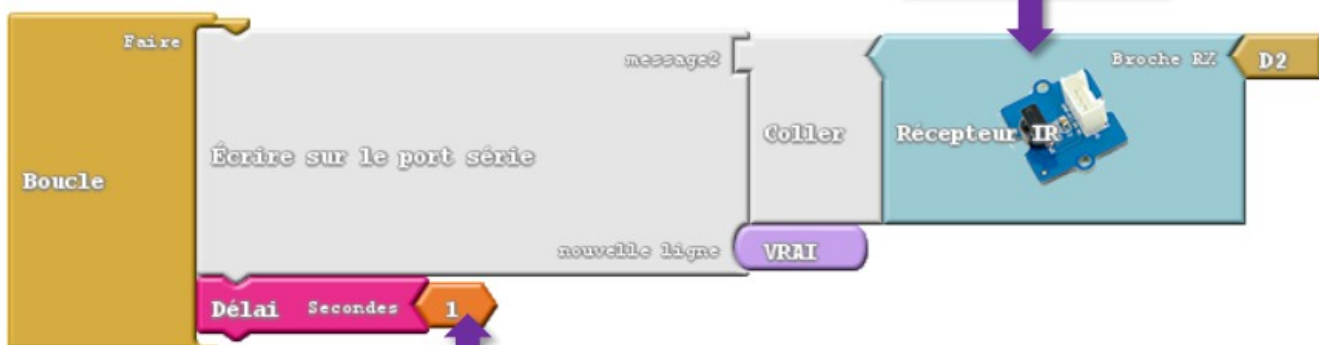 Faire
message2
Broche RX
D2
Coller
Récepteur IR
Écrire sur le port série
Boucle
nouvelle ligne
VRAI
Délai Secondes 1